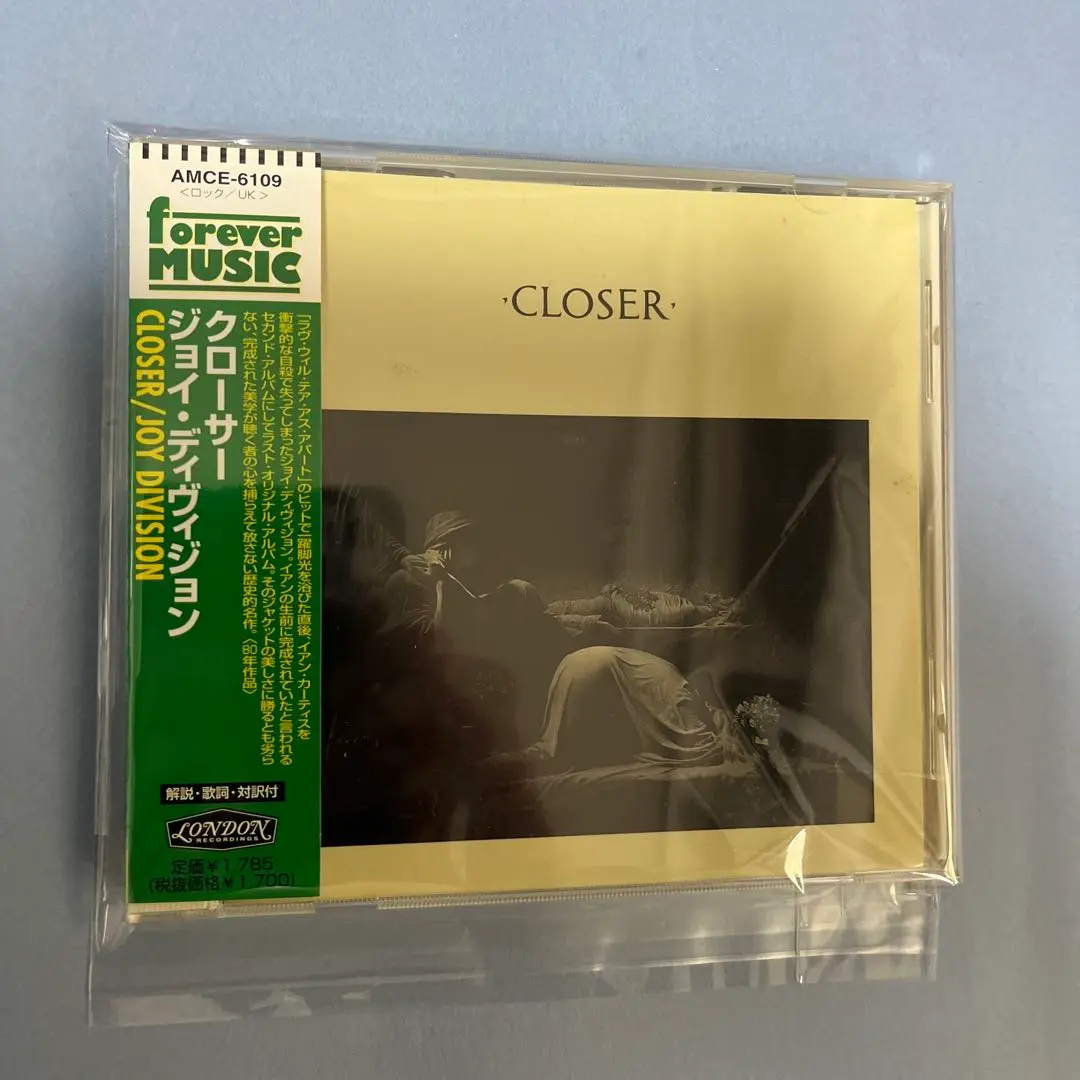 AMCE-6109
<ロック/UK>
forever
MUSIC
クローサー
ジョイ・ディヴィジョン
CLOSER/JOY DIVISION
「ラヴ・ウィル・テア・アス・アパート」のヒットで一躍脚光を浴びた直後、イアン・カーティスを
衝撃的な自殺で失ってしまったジョイ・ディヴィジョン。イアンの生前に完成されていたと言われる
セカンド・アルバムにしてラスト・オリジナル・アルバム。そのジャケットの美しさに勝るとも劣ら
ない、完成された美学が聴く者の心を捕らえて放さない歴史的名作。〈80年作品〉
解説・歌詞・対訳付
LONDON
RECORDINGS
定価¥1,785
(税抜価格¥1,700)
·CLOSER·